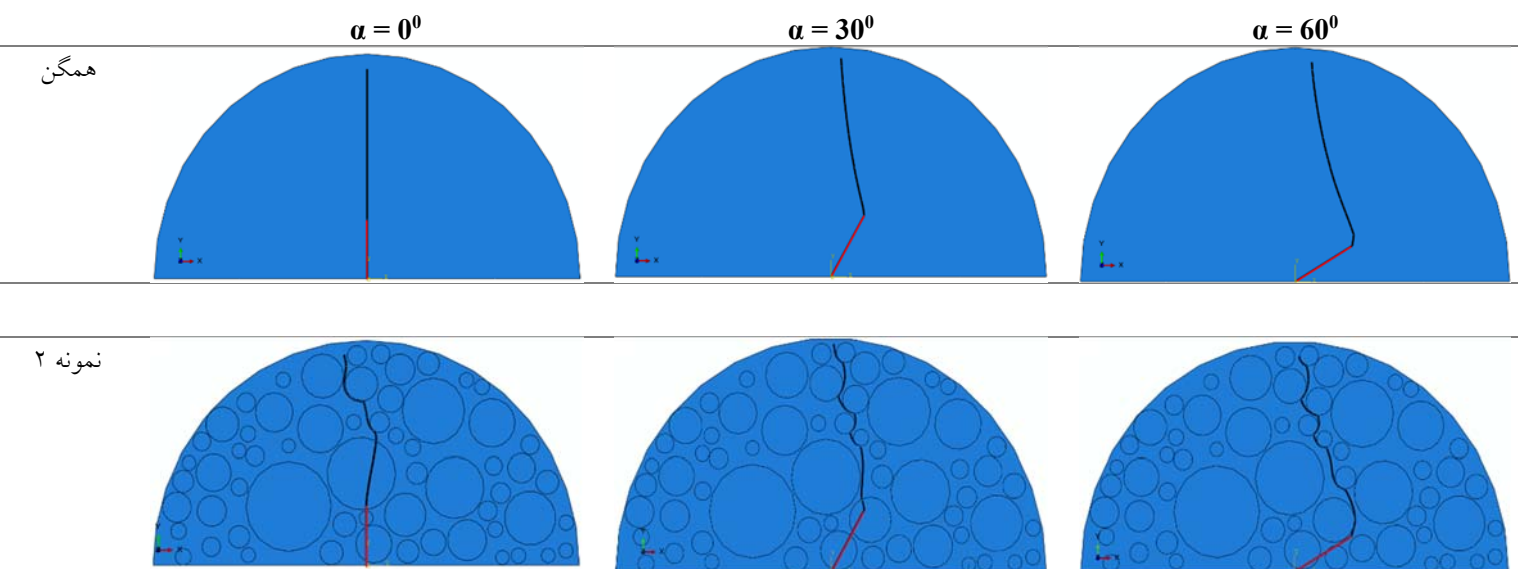 α = 0⁰ α = 30⁰ α = 60⁰
همگن
Y X Y X Y X
نمونه ۲
Y X Y X Y X